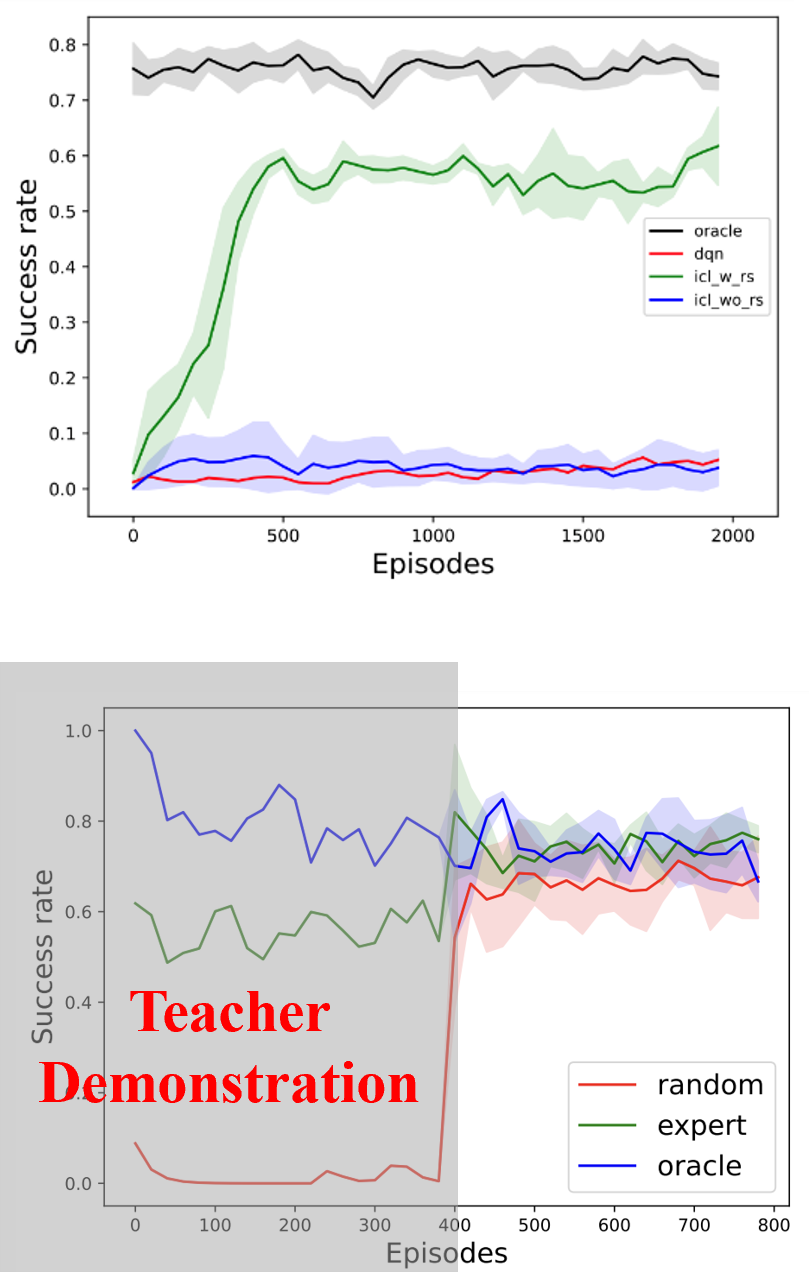 0.8
0.7
0.6
0.5
0.4
0.3
0.2
0.1
0.0
Success rate
oracle
dqn
icl_w_rs
icl_wo_rs
0 500 1000 1500 2000
Episodes
1.0
0.8
0.6
0.4
0.2
0.0
Success rate
Teacher
Demonstration
random
expert
oracle
0 100 200 300 400 500 600 700 800
Episodes